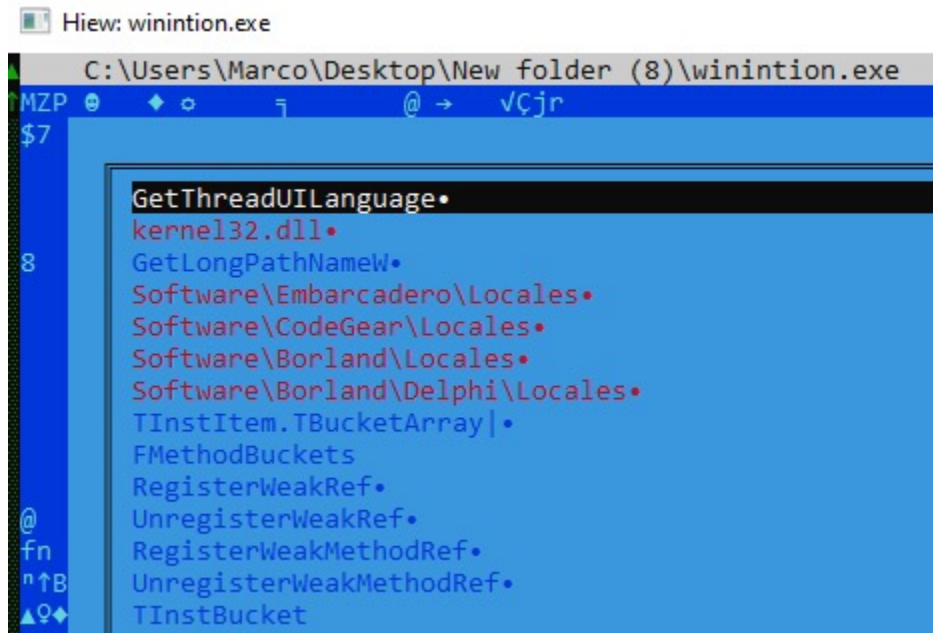 Hiew: winintion.exe
C:\Users\Marco\Desktop\New folder (8)\winintion.exe
MZP ☻ ♦ ☼ ╕ @ → √Çjr
$7
GetThreadUILanguage•
kernel32.dll•
8 GetLongPathNameW•
Software\Embarcadero\Locales•
Software\CodeGear\Locales•
Software\Borland\Locales•
Software\Borland\Delphi\Locales•
TInstItem.TBucketArray|•
FMethodBuckets
RegisterWeakRef•
@ UnregisterWeakRef•
fn RegisterWeakMethodRef•
ⁿ↑B UnregisterWeakMethodRef•
▲♀♦ TInstBucket